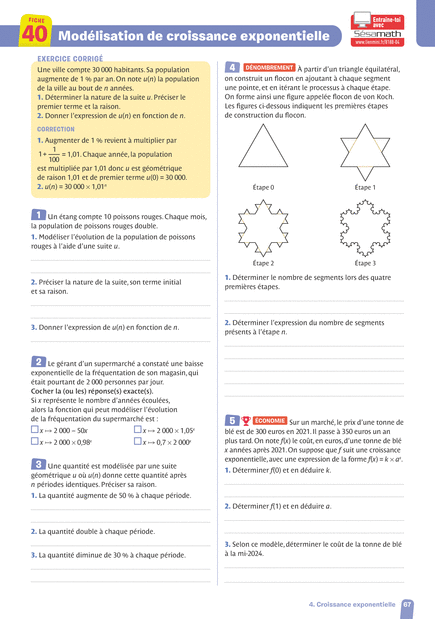 FICHE
40
Modélisation de croissance exponentielle
Entraîne-toi
avec
Sésamath
EXERCICE CORRIGÉ
Une ville compte 30 000 habitants. Sa population
augmente de 1 % par an. On note u(n) la population
de la ville au bout de n années.
1. Déterminer la nature de la suite u. Préciser le
premier terme et la raison.
2. Donner l'expression de u(n) en fonction de n.
CORRECTION
1. Augmenter de 1 % revient à multiplier par
1 + 1/100 = 1,01. Chaque année, la population
est multipliée par 1,01 donc u est géométrique
de raison 1,01 et de premier terme u(0) = 30 000.
2. u(n) = 30 000 × 1,01ⁿ
1 Un étang compte 10 poissons rouges. Chaque mois,
la population de poissons rouges double.
1. Modéliser l'évolution de la population de poissons
rouges à l'aide d'une suite u.
2. Préciser la nature de la suite, son terme initial
et sa raison.
3. Donner l'expression de u(n) en fonction de n.
2 Le gérant d'un supermarché a constaté une baisse
exponentielle de la fréquentation de son magasin, qui
était pourtant de 2 000 personnes par jour.
Cocher la (ou les) réponse(s) exacte(s).
Si x représente le nombre d'années écoulées,
alors la fonction qui peut modéliser l'évolution
de la fréquentation du supermarché est :
x ↦ 2 000 – 50x
x ↦ 2 000 × 1,05ˣ
x ↦ 2 000 × 0,98ˣ
x ↦ 0,7 × 2 000ˣ
3 Une quantité est modélisée par une suite
géométrique u où u(n) donne cette quantité après
n périodes identiques. Préciser sa raison.
1. La quantité augmente de 50 % à chaque période.
2. La quantité double à chaque période.
3. La quantité diminue de 30 % à chaque période.
4 DÉNOMBREMENT À partir d'un triangle équilatéral,
on construit un flocon en ajoutant à chaque segment
une pointe, et en itérant le processus à chaque étape.
On forme ainsi une figure appelée flocon de von Koch.
Les figures ci-dessous indiquent les premières étapes
de construction du flocon.
Étape 0
Étape 1
Étape 2
Étape 3
1. Déterminer le nombre de segments lors des quatre
premières étapes.
2. Déterminer l'expression du nombre de segments
présents à l'étape n.
5 ÉCONOMIE Sur un marché, le prix d'une tonne de
blé est de 300 euros en 2021. Il passe à 350 euros un an
plus tard. On note f(x) le coût, en euros, d'une tonne de blé
x années après 2021. On suppose que f suit une croissance
exponentielle, avec une expression de la forme f(x) = k × aˣ.
1. Déterminer f(0) et en déduire k.
2. Déterminer f(1) et en déduire a.
3. Selon ce modèle, déterminer le coût de la tonne de blé
à la mi-2024.
4. Croissance exponentielle 67